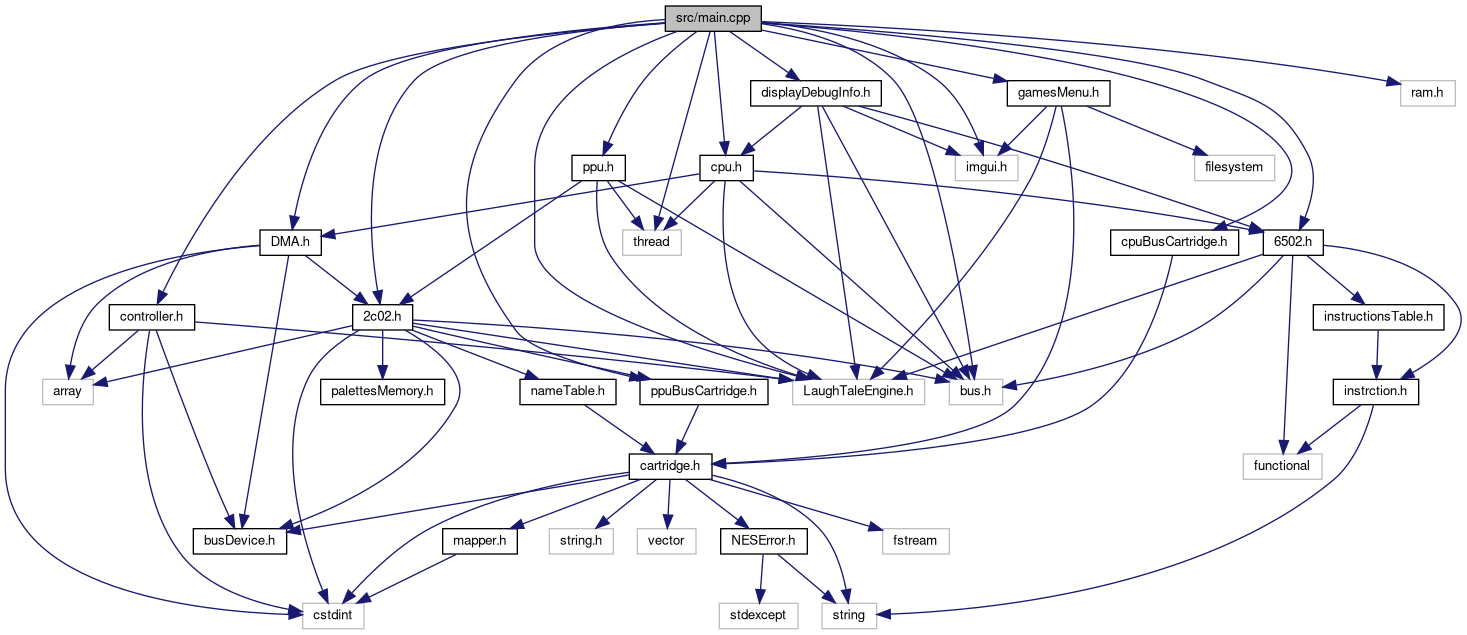 src/main.cpp
displayDebugInfo.h
gamesMenu.h
ram.h
ppu.h
cpu.h
imgui.h
filesystem
DMA.h
thread
cpuBusCartridge.h
6502.h
controller.h
2c02.h
instructionsTable.h
array
palettesMemory.h
nameTable.h
ppuBusCartridge.h
LaughTaleEngine.h
bus.h
instrction.h
cartridge.h
functional
busDevice.h
mapper.h
string.h
vector
NESError.h
fstream
cstdint
stdexcept
string